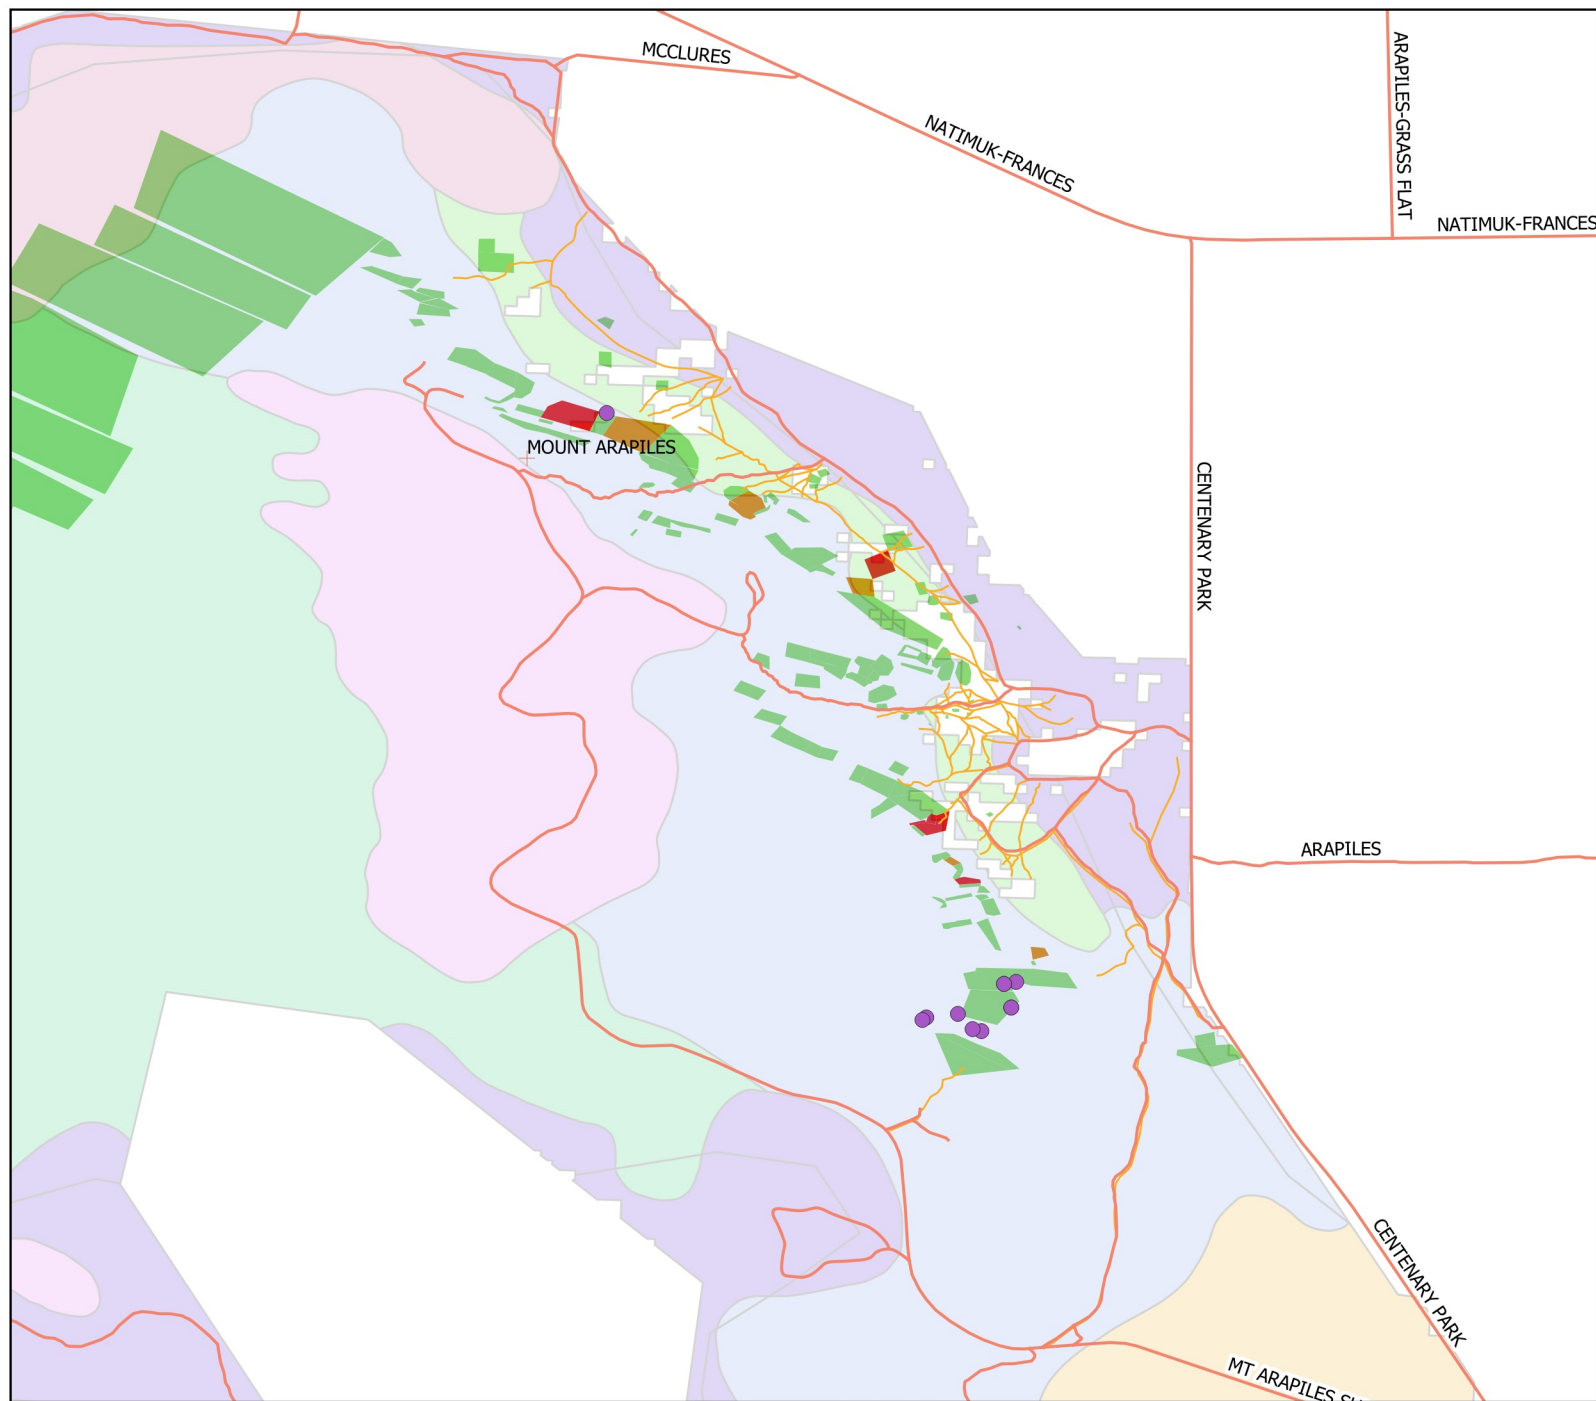 MCCLURES
ARAPILES-GRASS FLAT
NATIMUK-FRANCES
NATIMUK-FRANCES
MOUNT ARAPILES
CENTENARY PARK
ARAPILES
CENTENARY PARK
MT ARAPILES